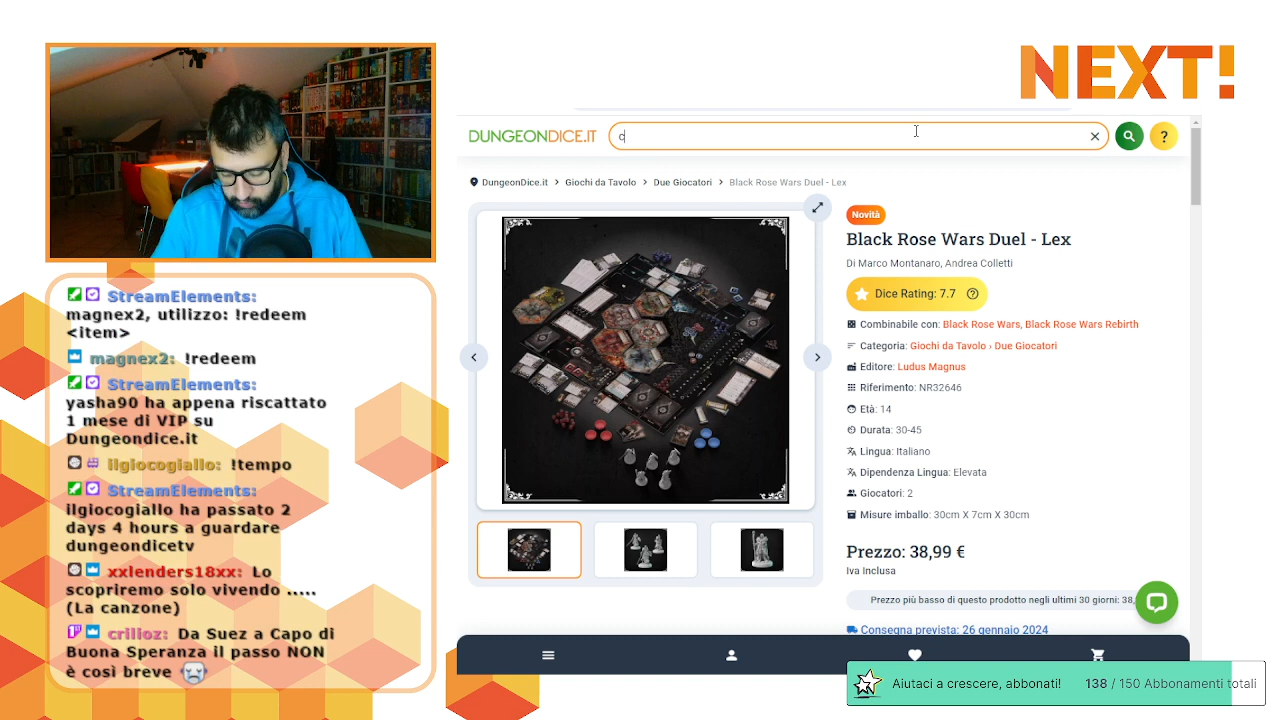 NEXT!
DUNGEONDICE.IT
c
?
DungeonDice.it > Giochi da Tavolo > Due Giocatori > Black Rose Wars Duel - Lex
Novità
Black Rose Wars Duel - Lex
Di Marco Montanaro, Andrea Colletti
Dice Rating: 7.7
Combinabile con: Black Rose Wars, Black Rose Wars Rebirth
Categoria: Giochi da Tavolo › Due Giocatori
Editore: Ludus Magnus
Riferimento: NR32646
Età: 14
Durata: 30-45
Lingua: Italiano
Dipendenza Lingua: Elevata
Giocatori: 2
Misure imballo: 30cm X 7cm X 30cm
Prezzo: 38,99 €
Iva Inclusa
Prezzo più basso di questo prodotto negli ultimi 30 giorni: 38,
Consegna prevista: 26 gennaio 2024
StreamElements:
magnex2, utilizzo: !redeem
<item>
magnex2: !redeem
StreamElements:
yasha90 ha appena riscattato
1 mese di VIP su
Dungeondice.it
ilgiocogiallo: !tempo
StreamElements:
ilgiocogiallo ha passato 2
days 4 hours a guardare
dungeondicetv
xxlenders18xx: Lo
scopriremo solo vivendo .....
(La canzone)
crilloz: Da Suez a Capo di
Buona Speranza il passo NON
è così breve
Aiutaci a crescere, abbonati! 138 / 150 Abbonamenti totali